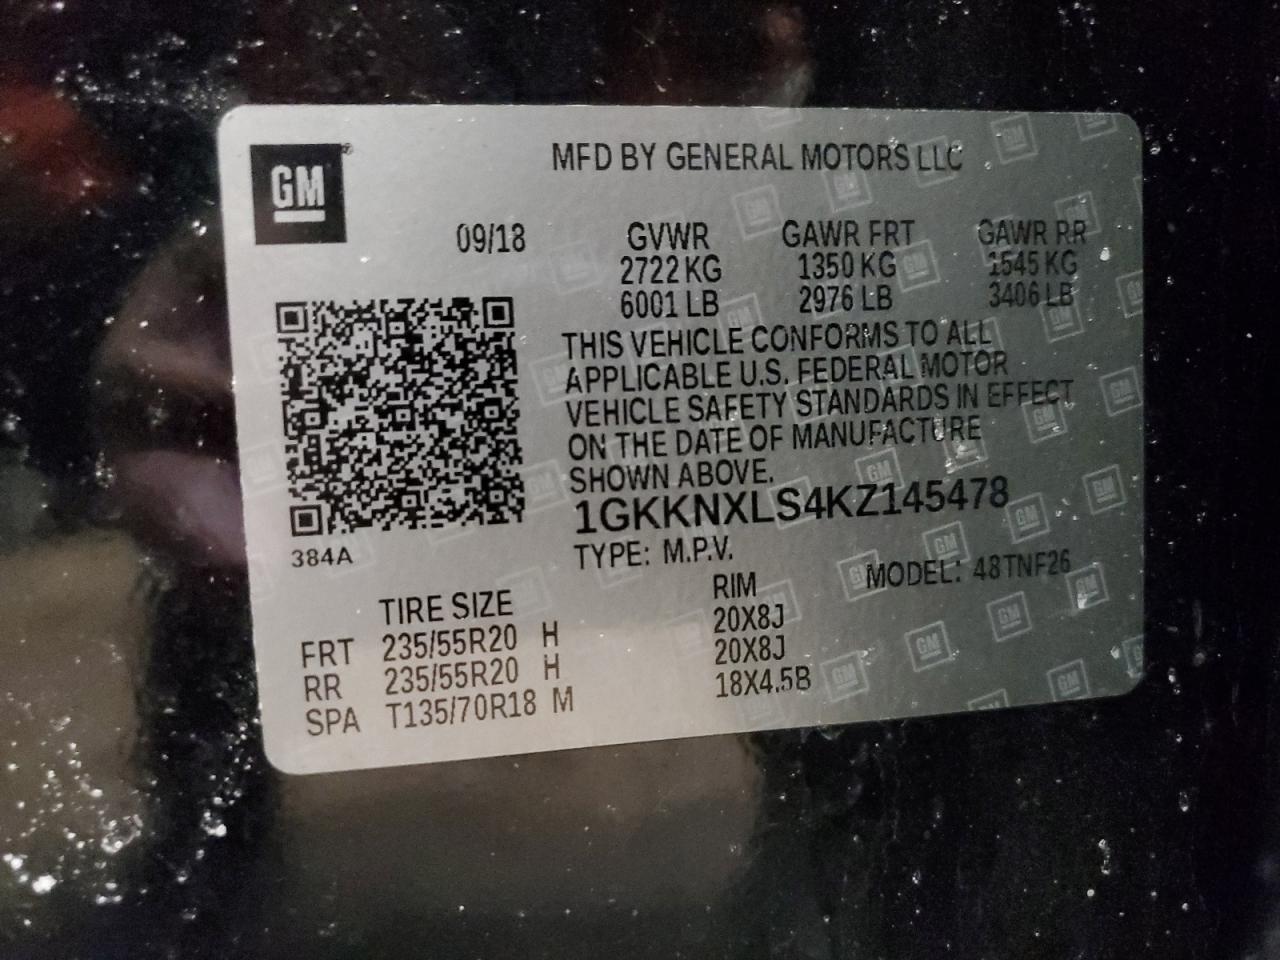 GM
MFD BY GENERAL MOTORS LLC
09/18 GVWR GAWR FRT GAWR RR
2722 KG 1350 KG 1545 KG
6001 LB 2976 LB 3406 LB
THIS VEHICLE CONFORMS TO ALL
APPLICABLE U.S. FEDERAL MOTOR
VEHICLE SAFETY STANDARDS IN EFFECT
ON THE DATE OF MANUFACTURE
SHOWN ABOVE.
1GKKNXLS4KZ145478
384A
TYPE: M.P.V. MODEL: 48TNF26
TIRE SIZE RIM
FRT 235/55R20 H 20X8J
RR 235/55R20 H 20X8J
SPA T135/70R18 M 18X4.5B